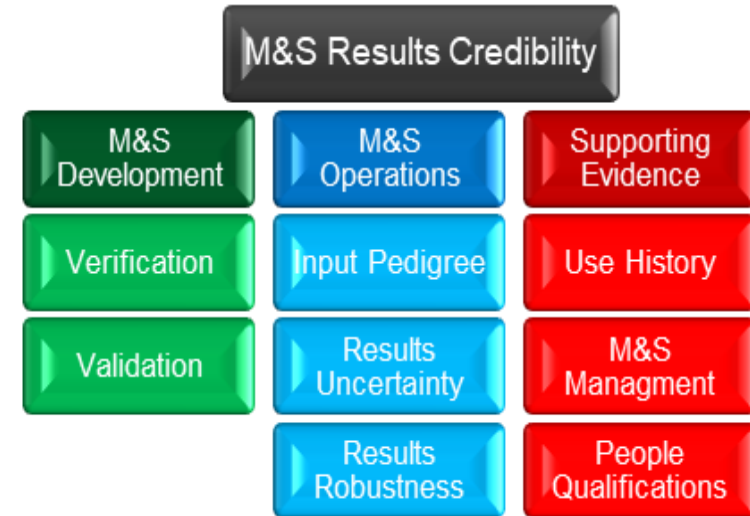 M&S Results Credibility
M&S
Development
M&S
Operations
Supporting
Evidence
Verification
Input Pedigree
Use History
Validation
Results
Uncertainty
M&S
Managment
Results
Robustness
People
Qualifications